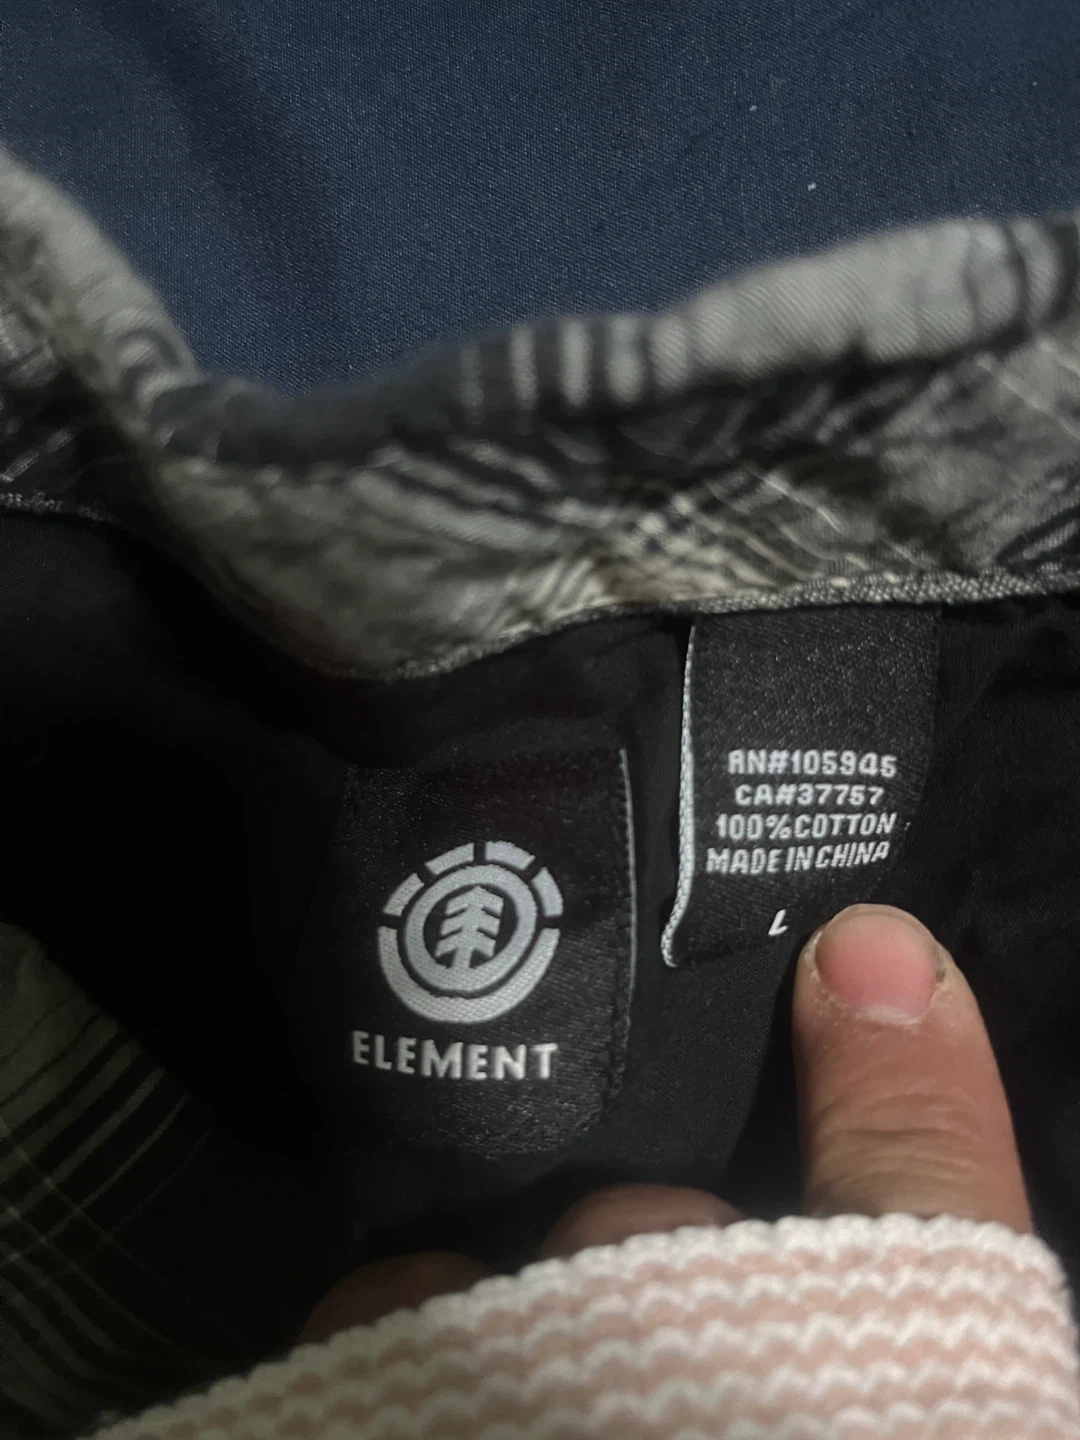 ELEMENT
RN#105945
CA#37757
100%COTTON
MADE IN CHINA
L